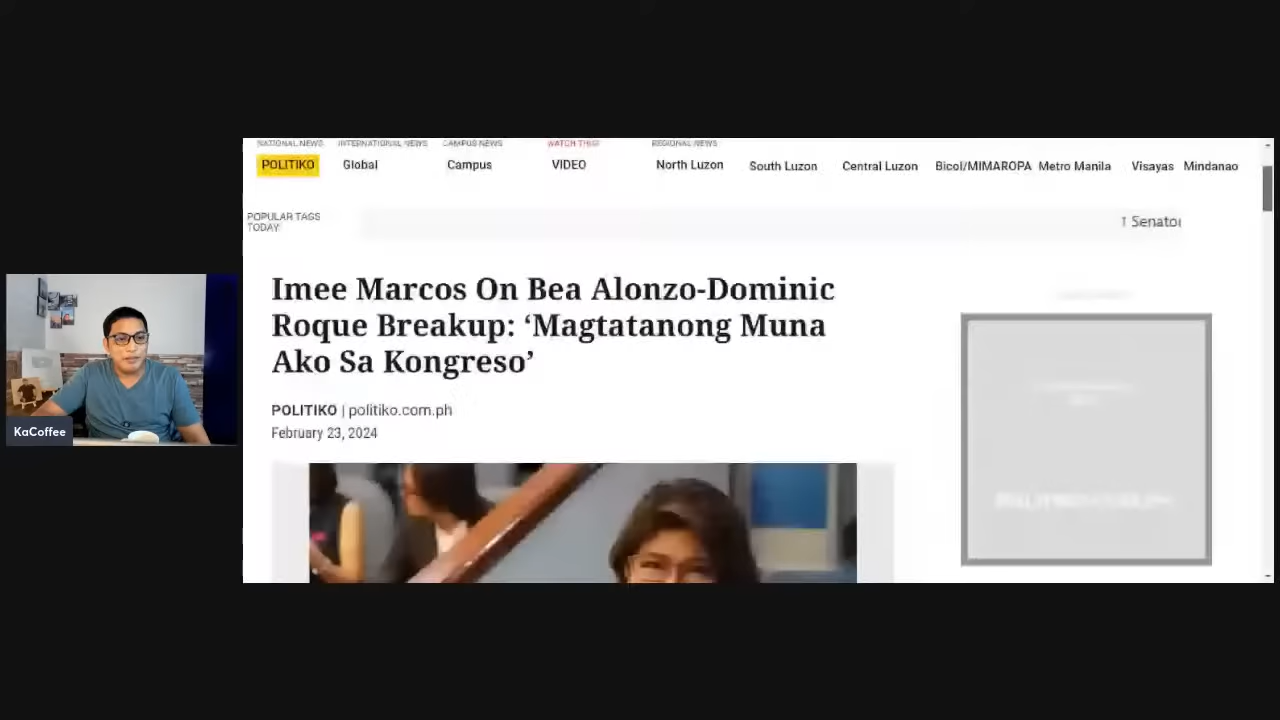 NATIONAL NEWS INTERNATIONAL NEWS CAMPUS NEWS WATCH THIS! REGIONAL NEWS
POLITIKO Global Campus VIDEO North Luzon South Luzon Central Luzon Bicol/MIMAROPA Metro Manila Visayas Mindanao
POPULAR TAGS
TODAY:
Imee Marcos On Bea Alonzo-Dominic
Roque Breakup: ‘Magtatanong Muna
Ako Sa Kongreso’
POLITIKO | politiko.com.ph
February 23, 2024
KaCoffee